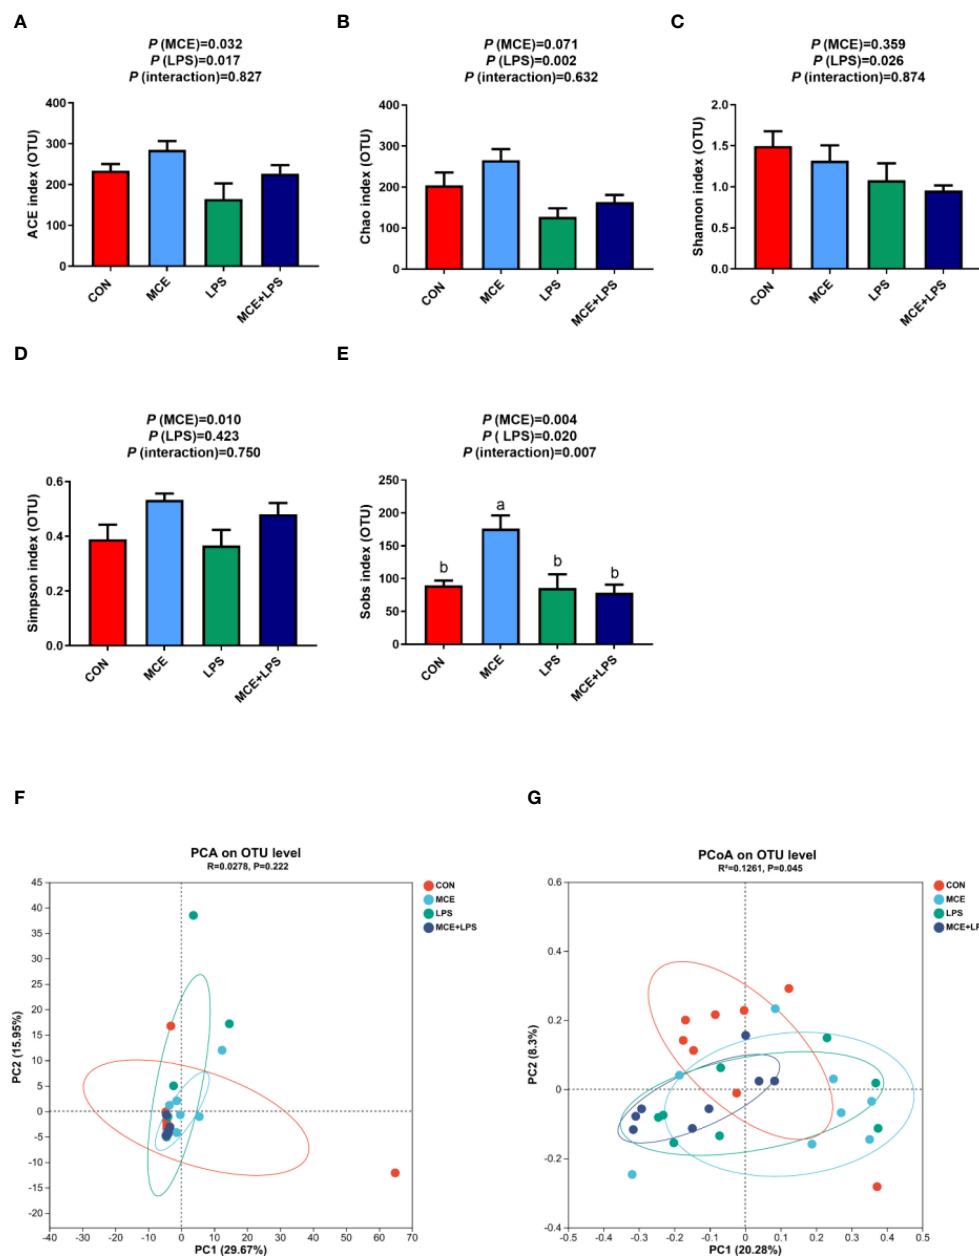 A
P (MCE)=0.032
P (LPS)=0.017
P (interaction)=0.827
ACE index (OTU)
400
300
200
100
0
CON
MCE
LPS
MCE+LPS
B
P (MCE)=0.071
P (LPS)=0.002
P (interaction)=0.632
Chao index (OTU)
400
300
200
100
0
CON
MCE
LPS
MCE+LPS
C
P (MCE)=0.359
P (LPS)=0.026
P (interaction)=0.874
Shannon index (OTU)
2.0
1.5
1.0
0.5
0.0
CON
MCE
LPS
MCE+LPS
D
P (MCE)=0.010
P (LPS)=0.423
P (interaction)=0.750
Simpson index (OTU)
0.6
0.4
0.2
0.0
CON
MCE
LPS
MCE+LPS
E
P (MCE)=0.004
P ( LPS)=0.020
P (interaction)=0.007
Sobs index (OTU)
250
200
150
100
50
0
b
a
b
b
CON
MCE
LPS
MCE+LPS
F
PCA on OTU level
R=0.0278, P=0.222
PC2 (15.95%)
45
40
35
30
25
20
15
10
5
0
-5
-10
-15
-20
-40
-30
-20
-10
0
10
20
30
40
50
60
70
PC1 (29.67%)
CON
MCE
LPS
MCE+LPS
G
PCoA on OTU level
R²=0.1261, P=0.045
PC2 (8.3%)
0.6
0.4
0.2
0
-0.2
-0.4
-0.5
-0.4
-0.3
-0.2
-0.1
0
0.1
0.2
0.3
0.4
0.5
PC1 (20.28%)
CON
MCE
LPS
MCE+LP